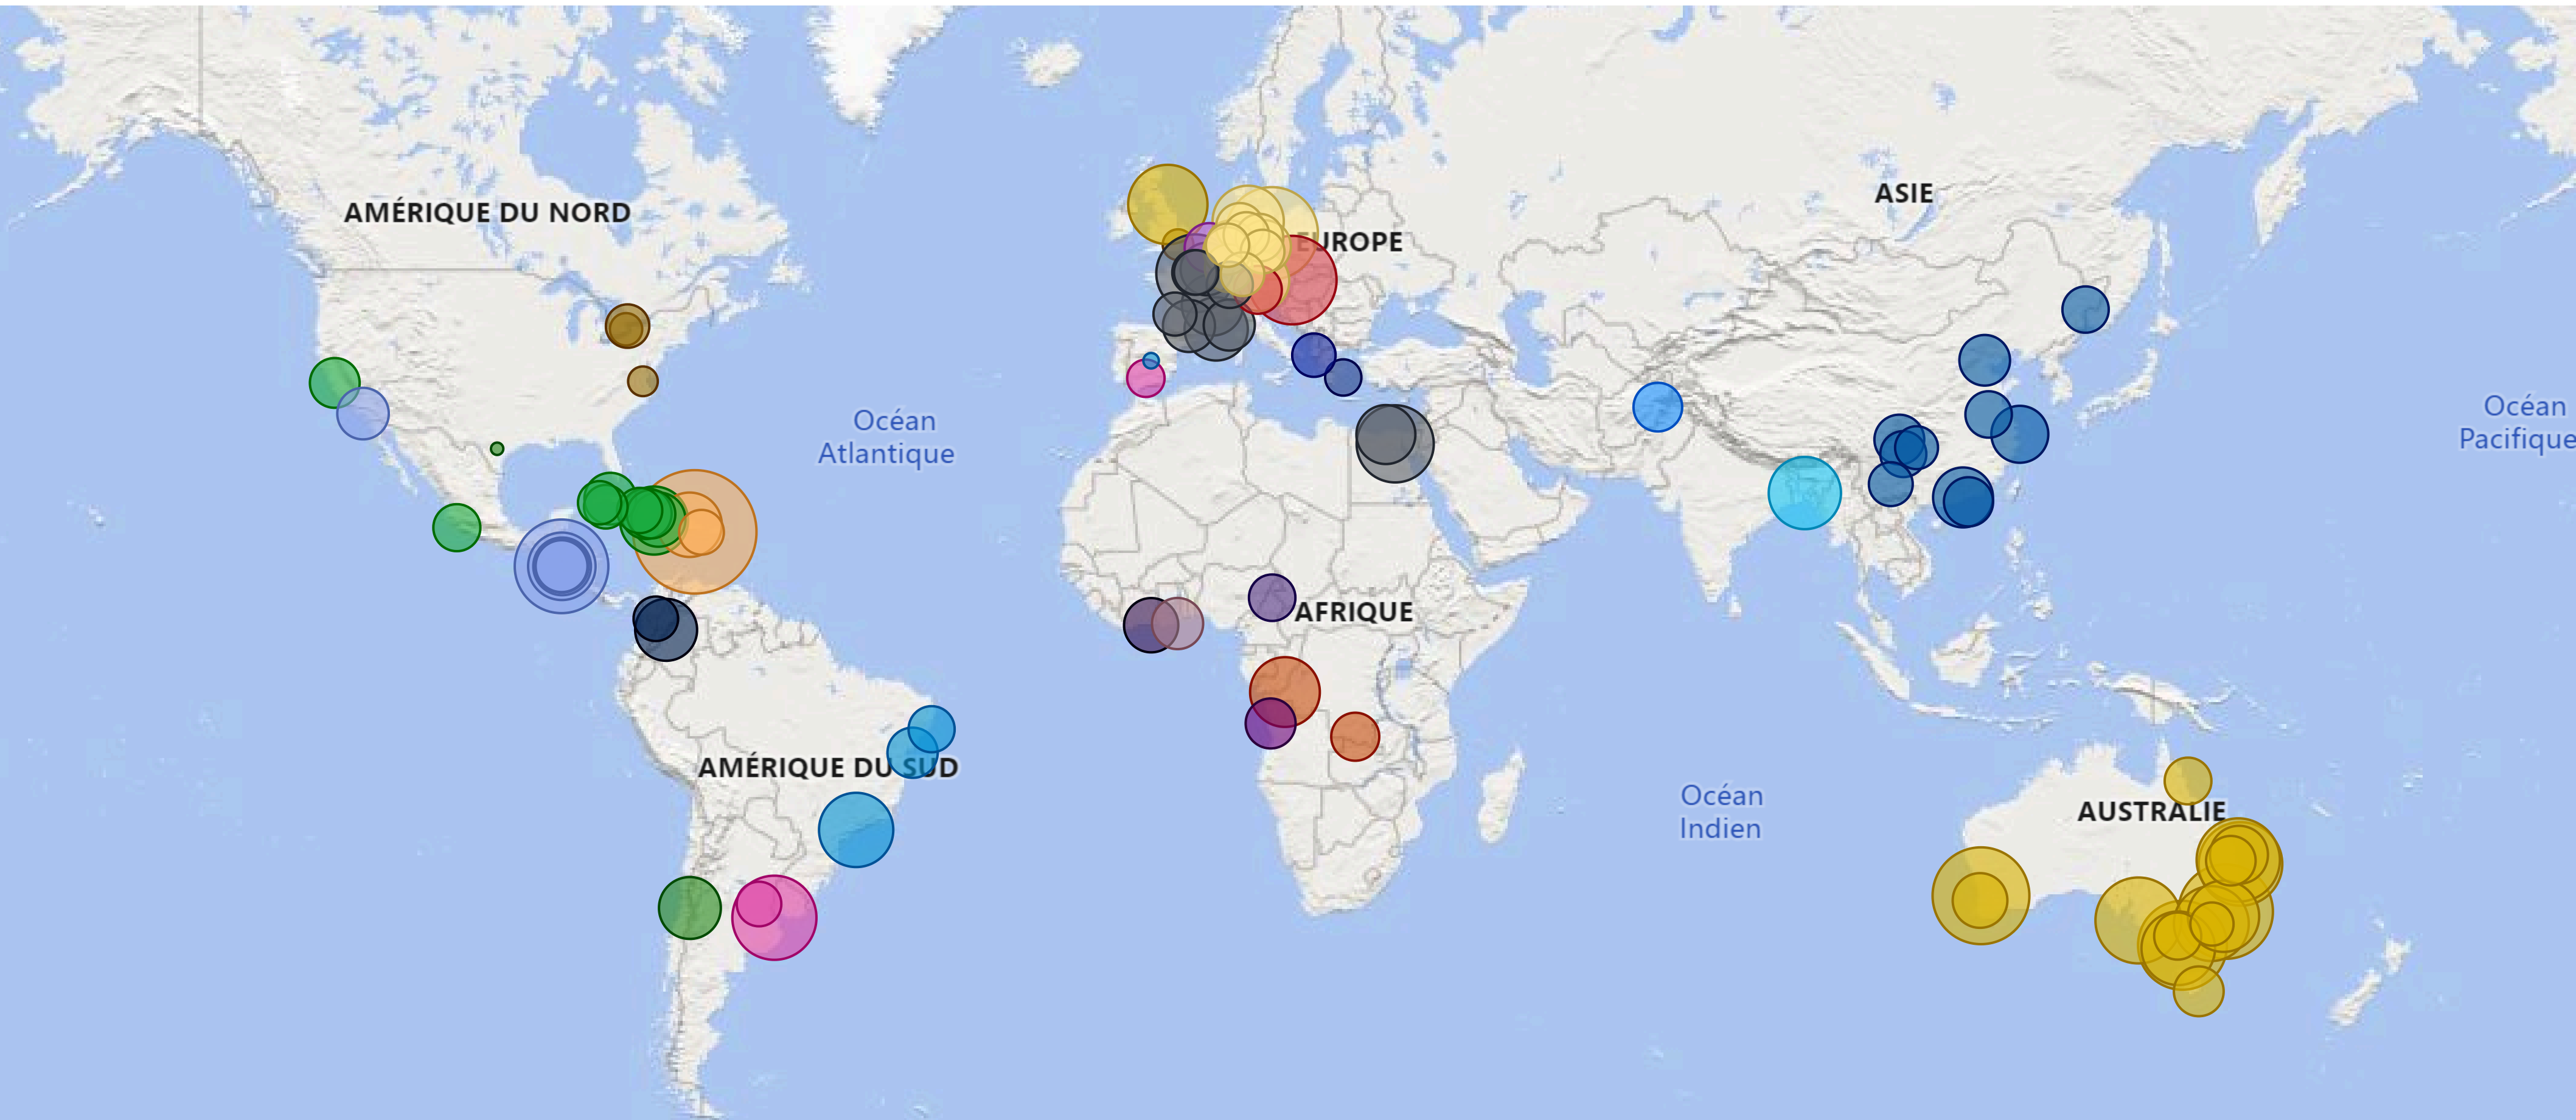 ASIE
AMÉRIQUE DU NORD
EUROPE
Océan
Atlantique
Océan
Pacifique
AFRIQUE
AMÉRIQUE DU SUD
Océan
Indien
AUSTRALIE